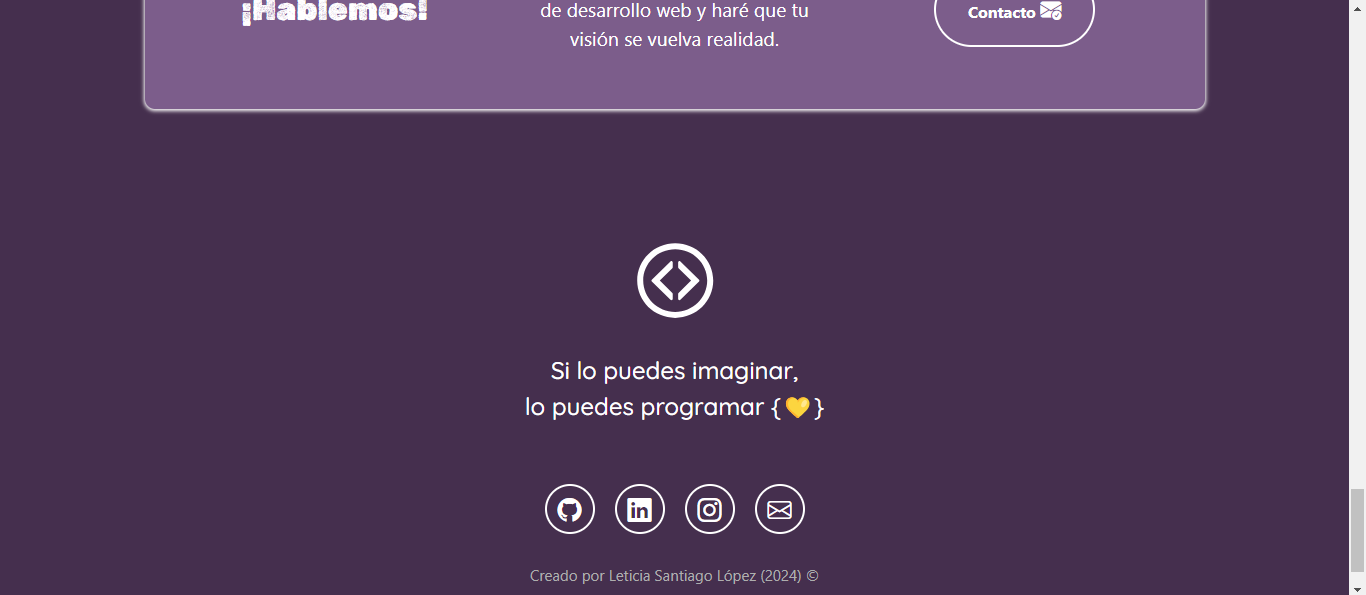 ¡Hablemos!
de desarrollo web y haré que tu
visión se vuelva realidad.
Contacto
Si lo puedes imaginar,
lo puedes programar {💛}
Creado por Leticia Santiago López (2024) ©